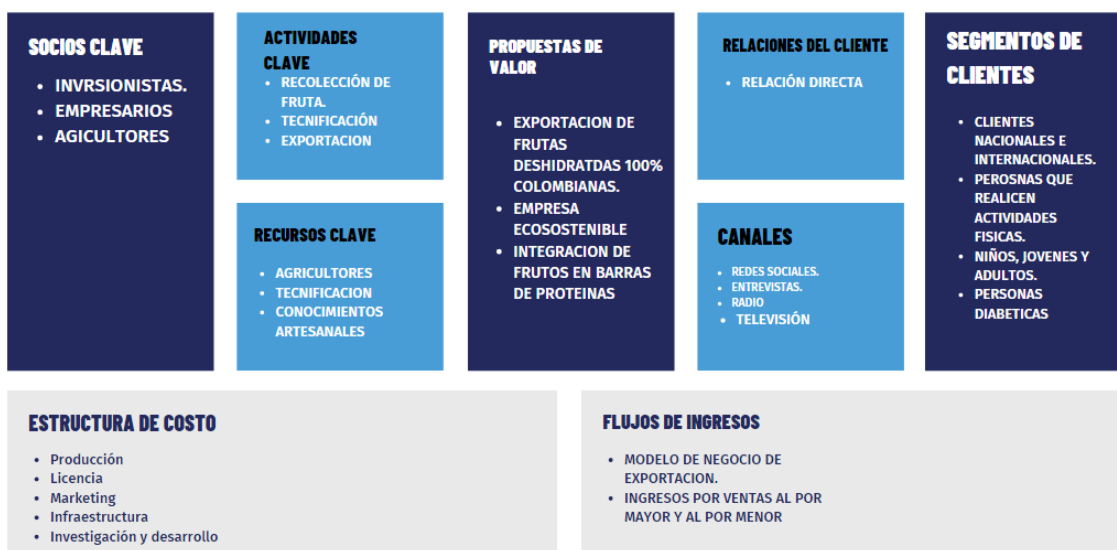 SOCIOS CLAVE
• INVRSIONISTAS.
• EMPRESARIOS
• AGICULTORES
ACTIVIDADES
CLAVE
• RECOLECCIÓN DE
FRUTA.
• TECNIFICACIÓN
• EXPORTACION
RECURSOS CLAVE
• AGRICULTORES
• TECNIFICACION
• CONOCIMIENTOS
ARTESANALES
PROPUESTAS DE
VALOR
• EXPORTACION DE
FRUTAS
DESHIDRATDAS 100%
COLOMBIANAS.
• EMPRESA
ECOSOSTENIBLE
• INTEGRACION DE
FRUTOS EN BARRAS
DE PROTEINAS
RELACIONES DEL CLIENTE
• RELACIÓN DIRECTA
CANALES
• REDES SOCIALES.
• ENTREVISTAS.
• RADIO
• TELEVISIÓN
SEGMENTOS DE
CLIENTES
• CLIENTES
NACIONALES E
INTERNACIONALES.
• PEROSNAS QUE
REALICEN
ACTIVIDADES
FISICAS.
• NIÑOS, JOVENES Y
ADULTOS.
• PERSONAS
DIABETICAS
ESTRUCTURA DE COSTO
• Producción
• Licencia
• Marketing
• Infraestructura
• Investigación y desarrollo
FLUJOS DE INGRESOS
• MODELO DE NEGOCIO DE
EXPORTACION.
• INGRESOS POR VENTAS AL POR
MAYOR Y AL POR MENOR